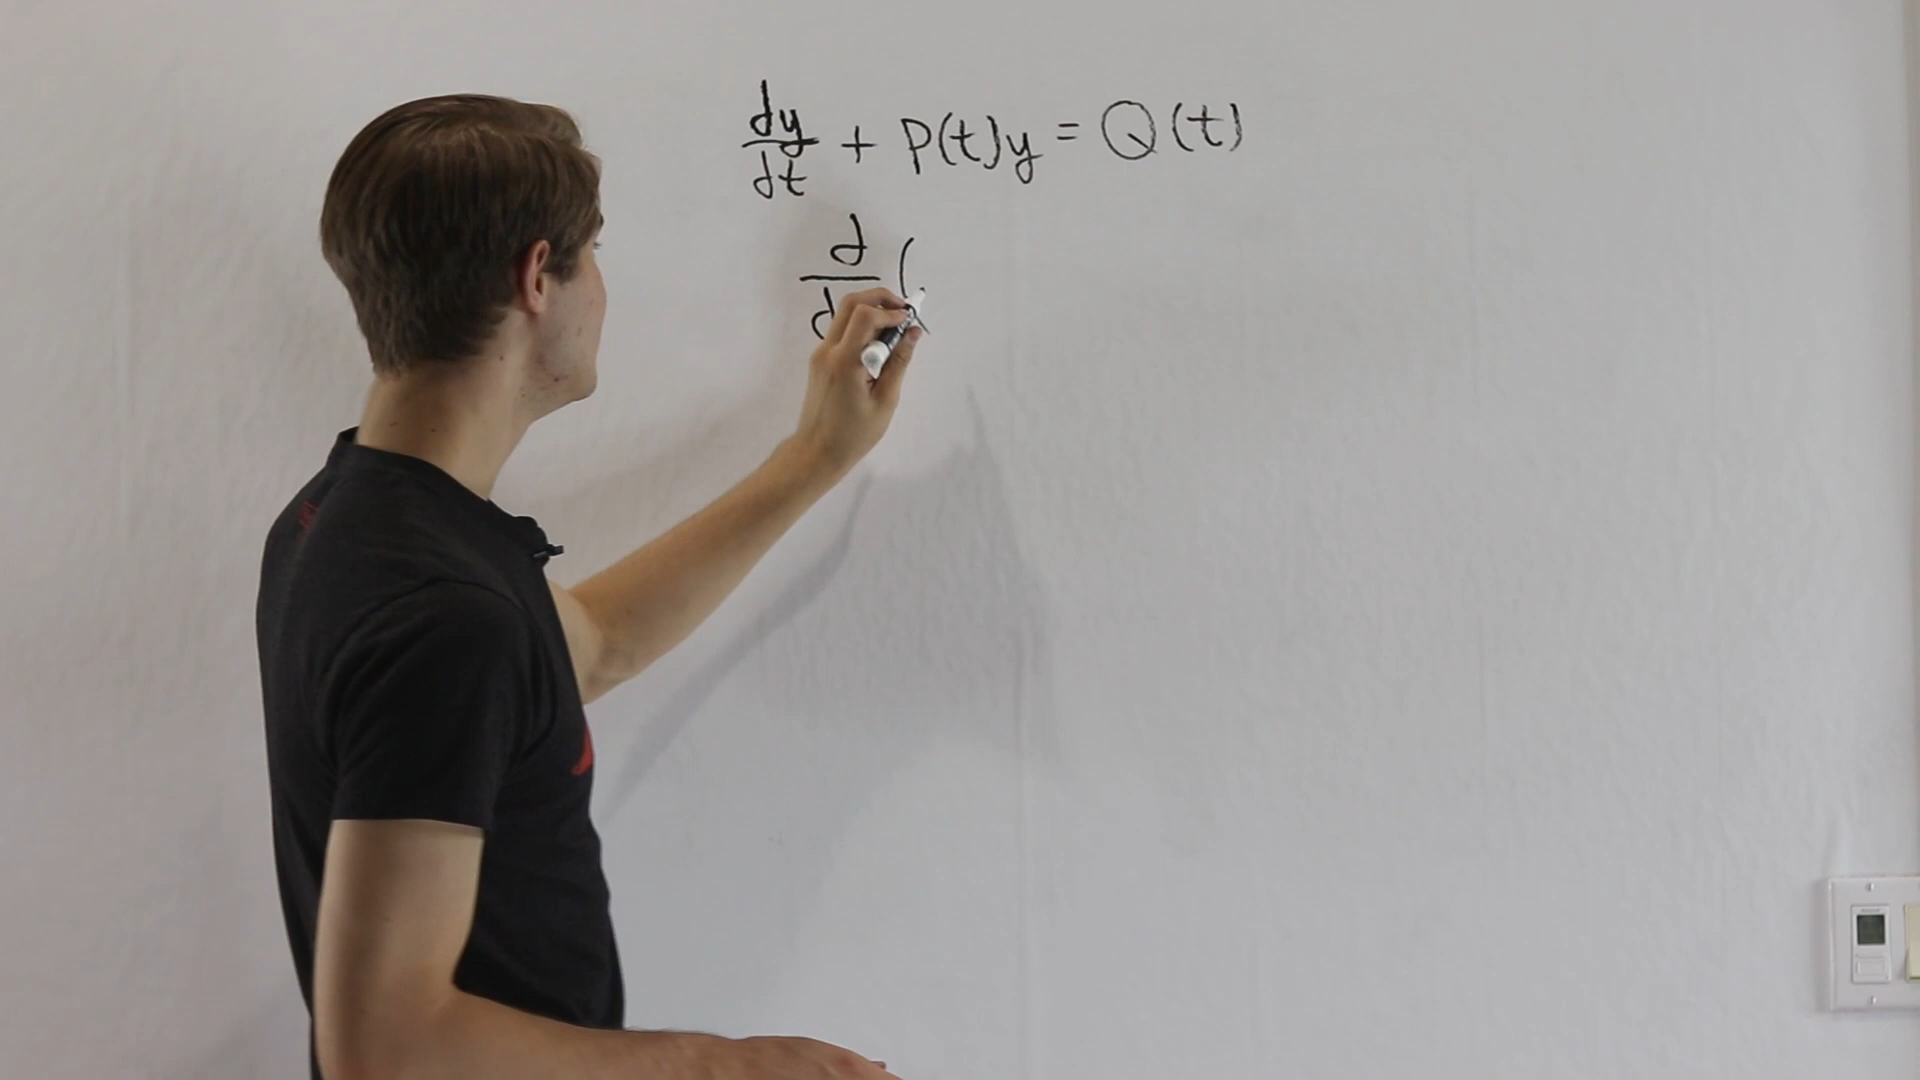 dy/dt + P(t)y = Q(t)
d/d (